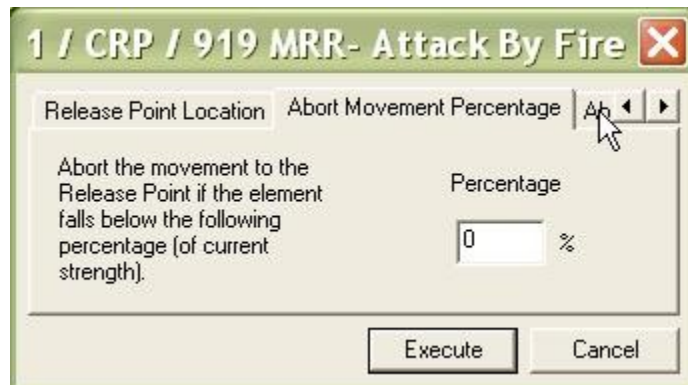 1 / CRP / 919 MRR- Attack By Fire
Release Point Location
Abort Movement Percentage
Ab
Abort the movement to the
Release Point if the element
falls below the following
percentage (of current
strength).
Percentage
0 %
Execute
Cancel